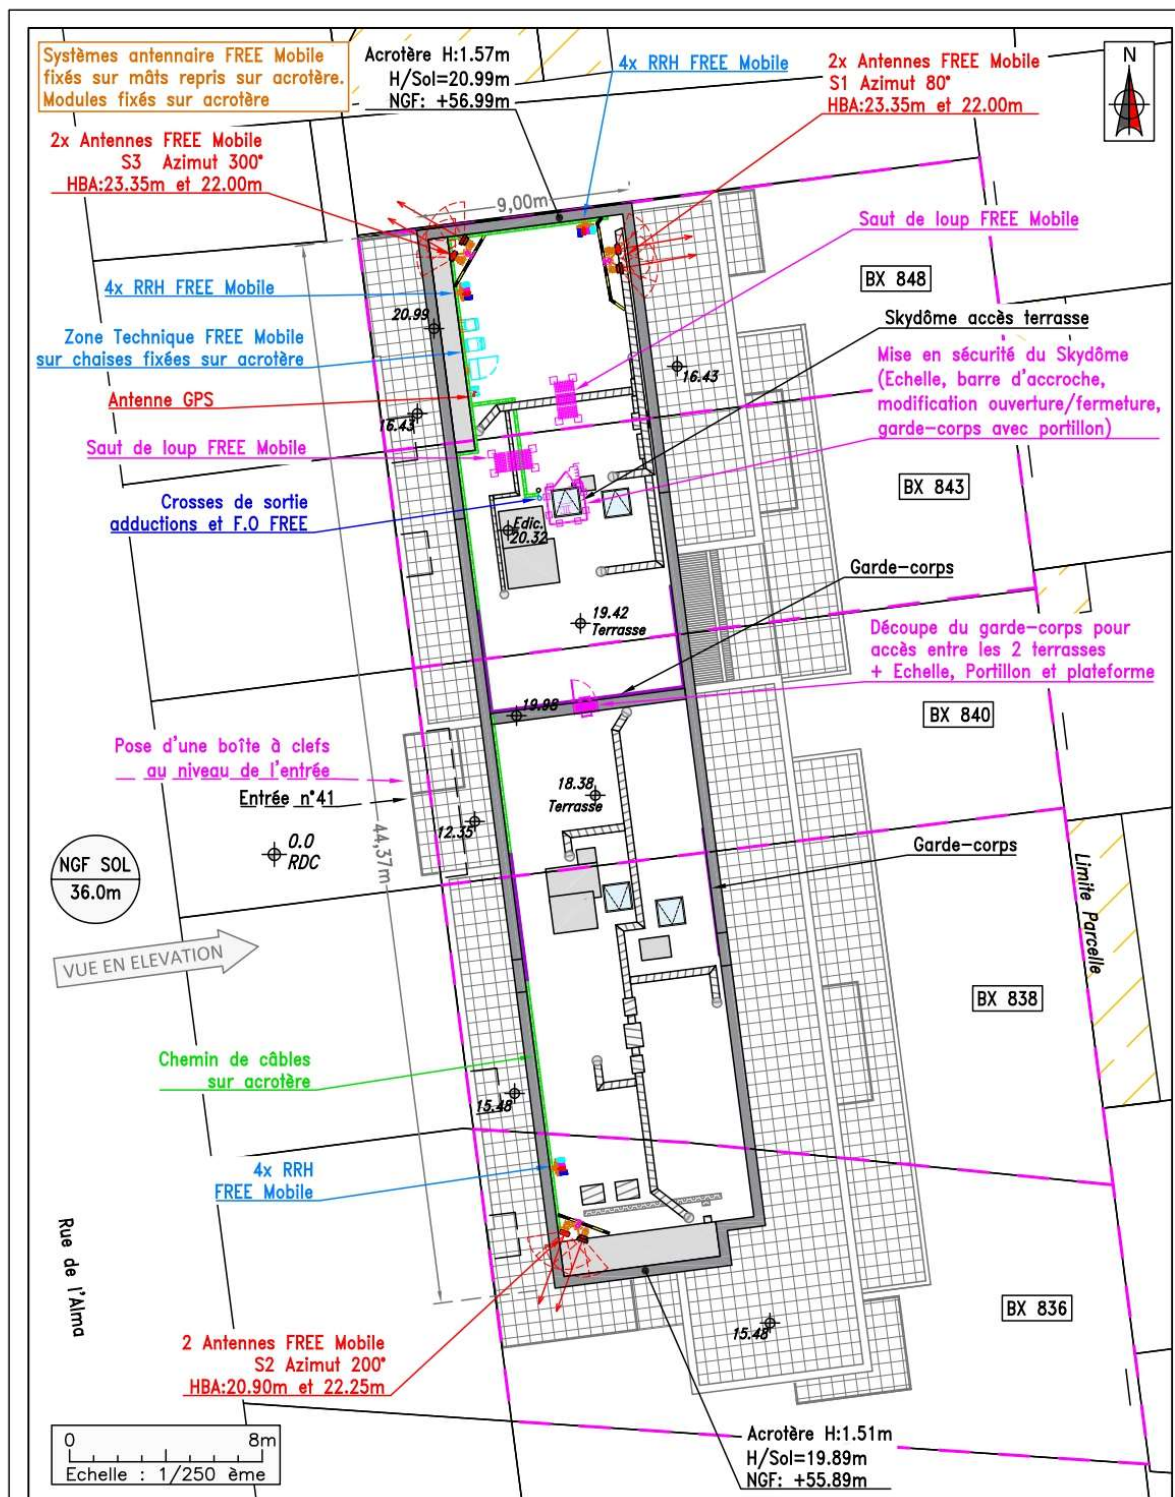 Systèmes antennaire FREE Mobile
fixés sur mâts repris sur acrotère.
Modules fixés sur acrotère
Acrotère H:1.57m
H/Sol=20.99m
NGF: +56.99m
4x RRH FREE Mobile
2x Antennes FREE Mobile
S1 Azimut 80°
HBA:23.35m et 22.00m
N
2x Antennes FREE Mobile
S3 Azimut 300°
HBA:23.35m et 22.00m
9,00m
Saut de loup FREE Mobile
BX 848
4x RRH FREE Mobile
20.99
Skydôme accès terrasse
Zone Technique FREE Mobile
sur chaises fixées sur acrotère
16.43
Mise en sécurité du Skydôme
(Echelle, barre d'accroche,
modification ouverture/fermeture,
garde-corps avec portillon)
Antenne GPS
16.43
Saut de loup FREE Mobile
BX 843
Crosses de sortie
adductions et F.O FREE
Edic.
20.32
Garde-corps
19.42
Terrasse
Découpe du garde-corps pour
accès entre les 2 terrasses
+ Echelle, Portillon et plateforme
19.98
BX 840
Pose d'une boîte à clefs
au niveau de l'entrée
Entrée n°41
18.38
Terrasse
12.35
44,37m
0.0
RDC
NGF SOL
36.0m
Garde-corps
Limite Parcelle
VUE EN ELEVATION
BX 838
Chemin de câbles
sur acrotère
15.48
4x RRH
FREE Mobile
Rue de l'Alma
BX 836
15.48
2 Antennes FREE Mobile
S2 Azimut 200°
HBA:20.90m et 22.25m
Acrotère H:1.51m
H/Sol=19.89m
NGF: +55.89m
0 8m
Echelle : 1/250 ème